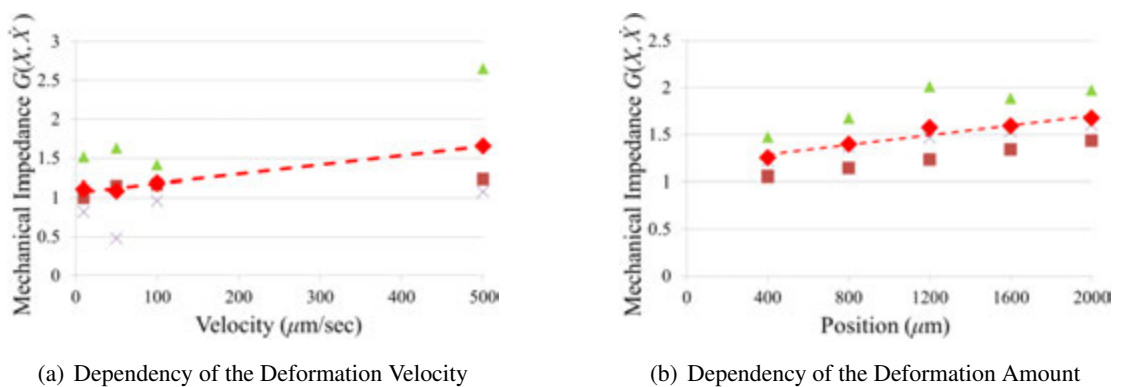 Mechanical Impedance G(X, Ẋ)
3
2.5
2
1.5
1
0.5
0
0 100 200 300 400 500
Velocity (μm/sec)
(a) Dependency of the Deformation Velocity
Mechanical Impedance G(X, Ẋ)
2.5
2
1.5
1
0.5
0
0 400 800 1200 1600 2000
Position (μm)
(b) Dependency of the Deformation Amount